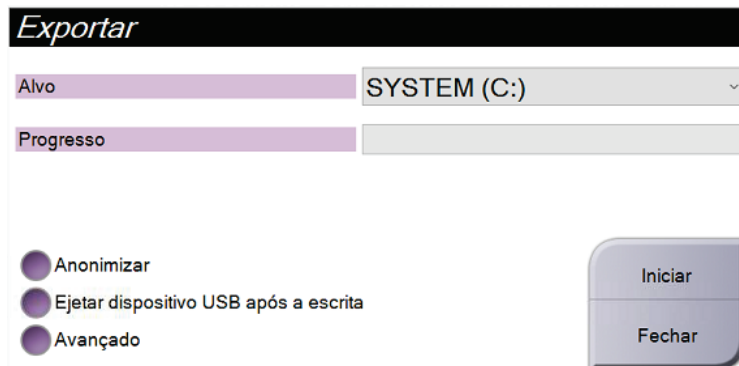 Exportar
Alvo SYSTEM (C:)
Progresso
Anonimizar
Iniciar
Ejetar dispositivo USB após a escrita
Avançado
Fechar